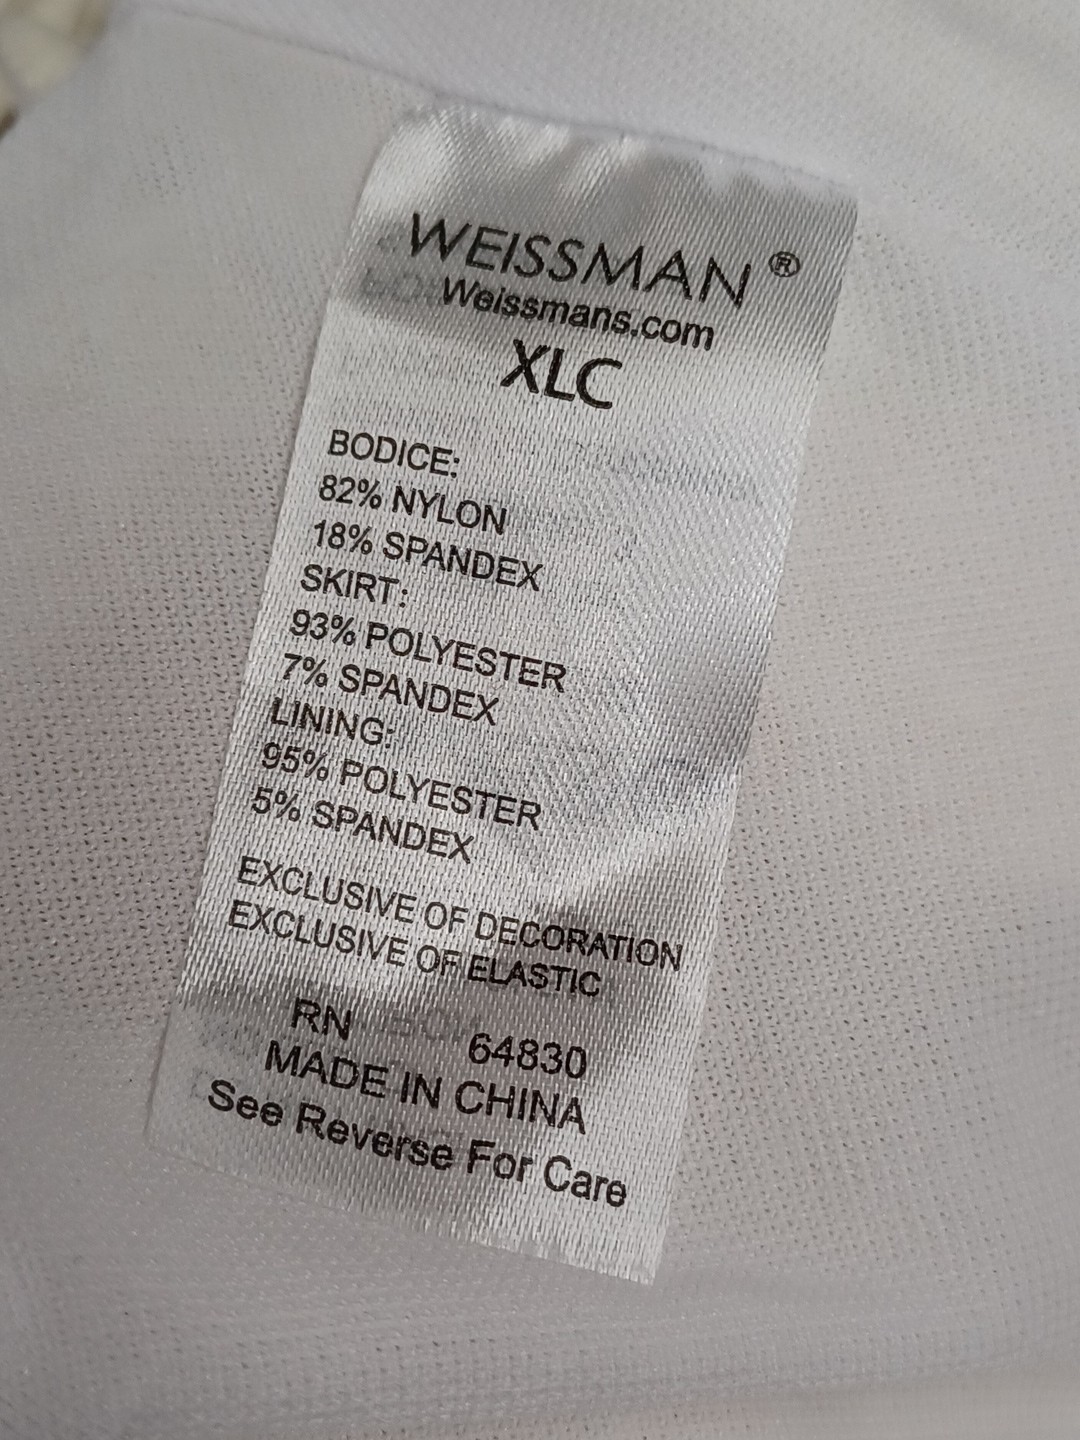 WEISSMAN®
Weissmans.com
XLC
BODICE:
82% NYLON
18% SPANDEX
SKIRT:
93% POLYESTER
7% SPANDEX
LINING:
95% POLYESTER
5% SPANDEX
EXCLUSIVE OF DECORATION
EXCLUSIVE OF ELASTIC
RN 64830
MADE IN CHINA
See Reverse For Care